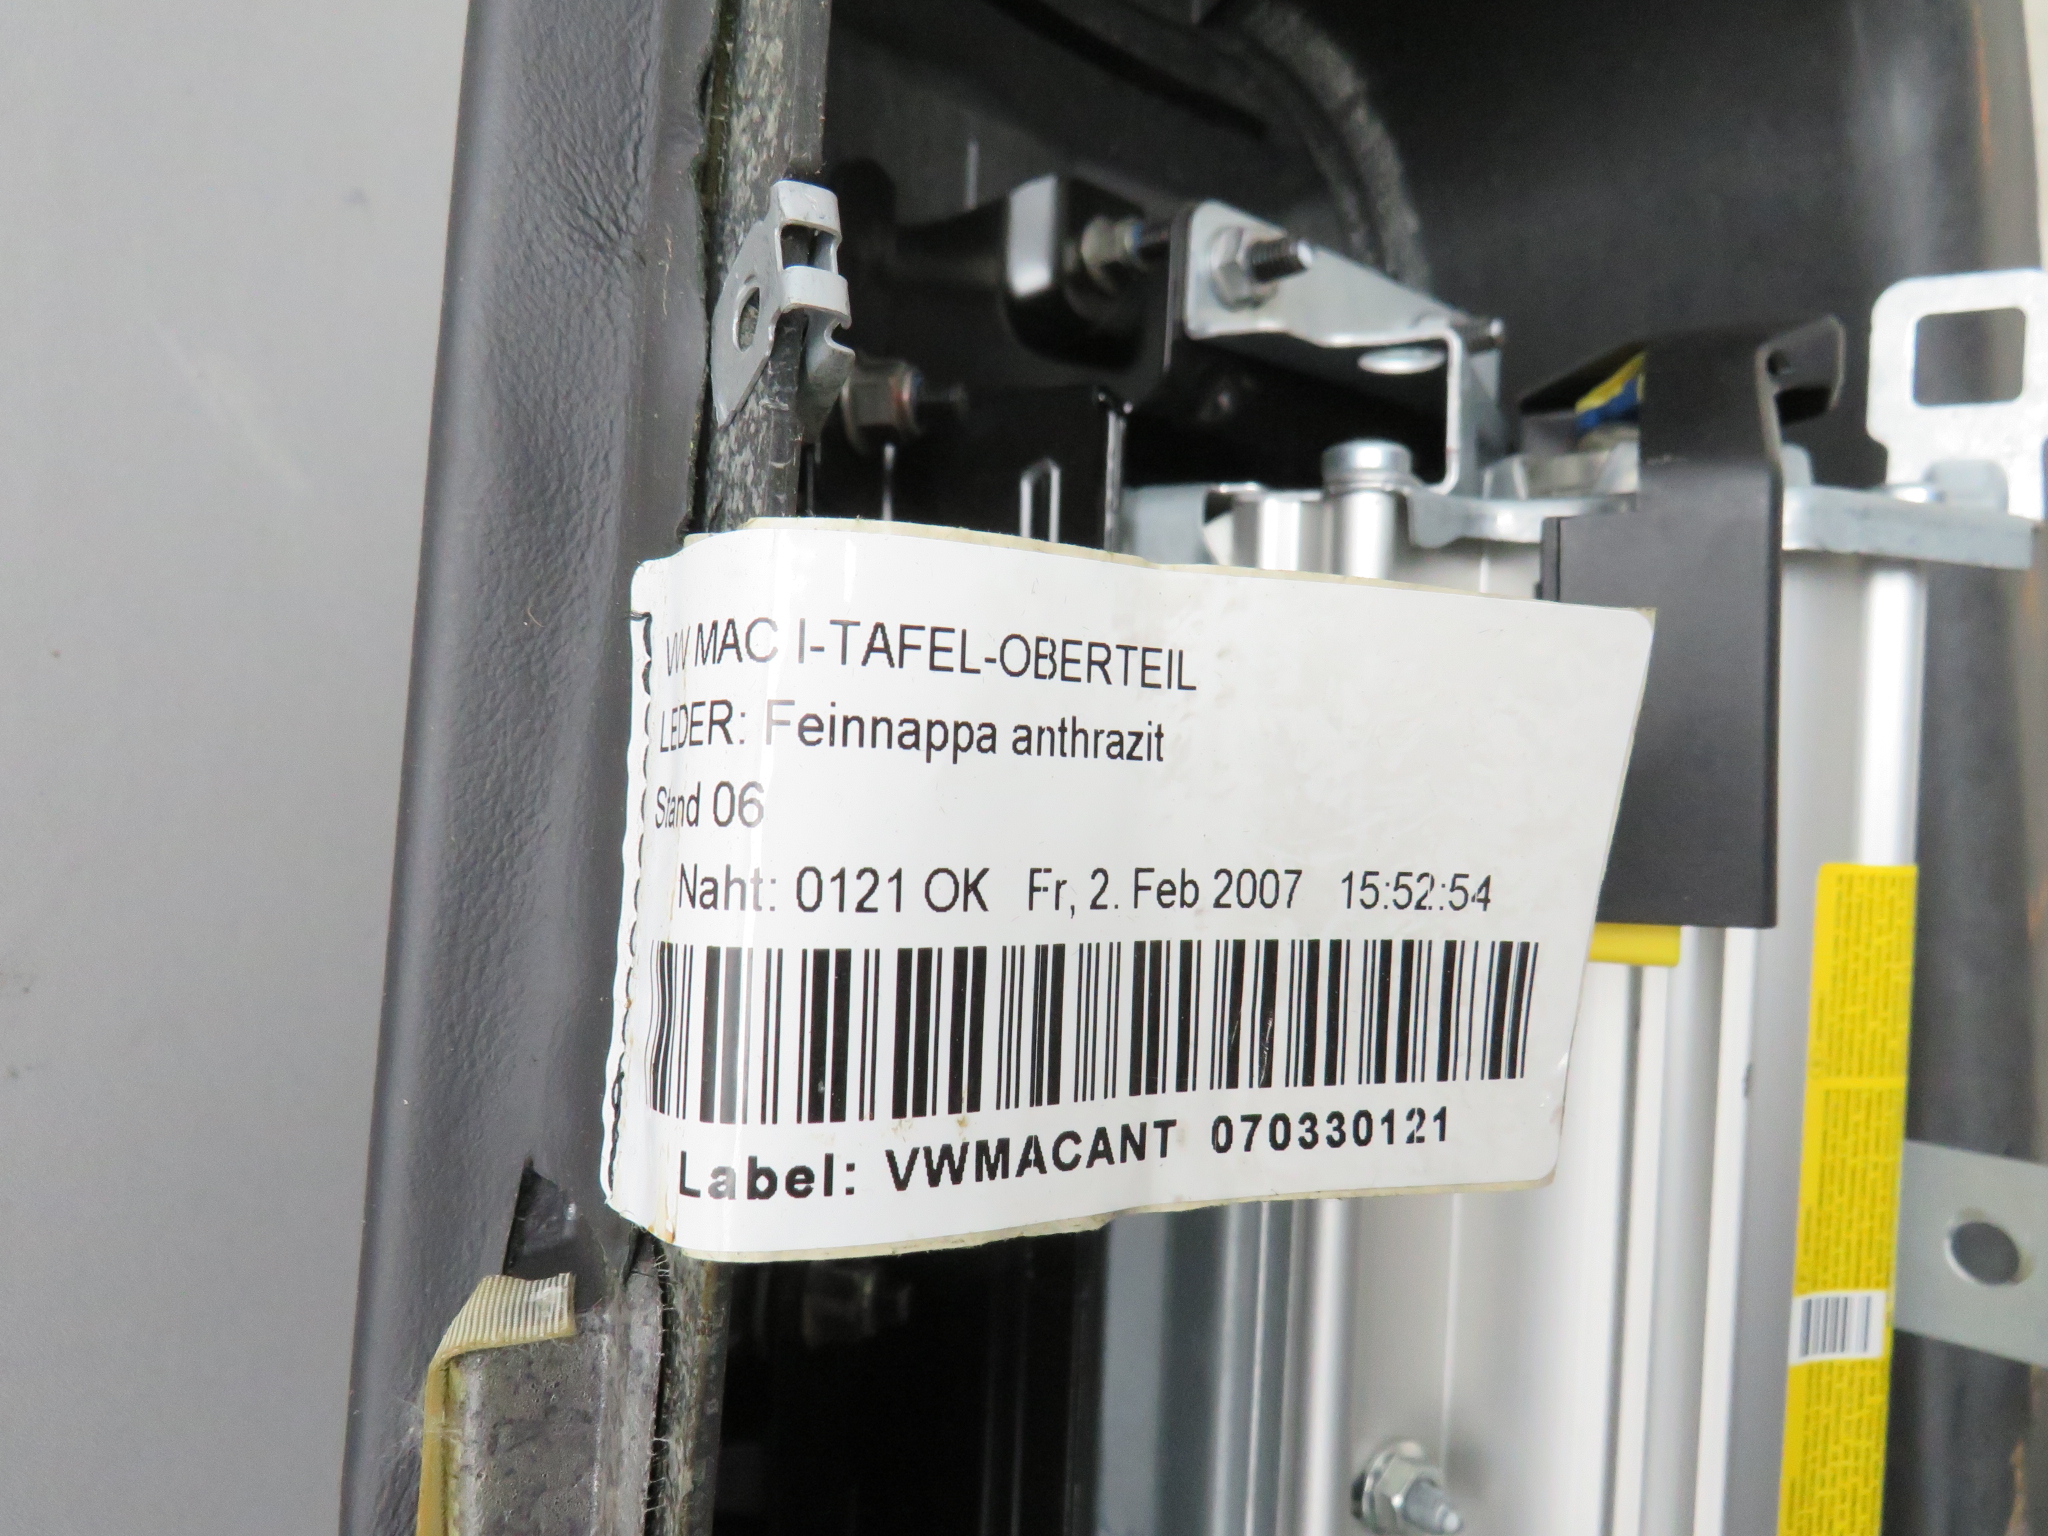 VW MAC I-TAFEL-OBERTEIL
LEDER: Feinnappa anthrazit
Stand 06
Naht: 0121 OK Fr, 2. Feb 2007 15:52:54
Label: VWMACANT 070330121